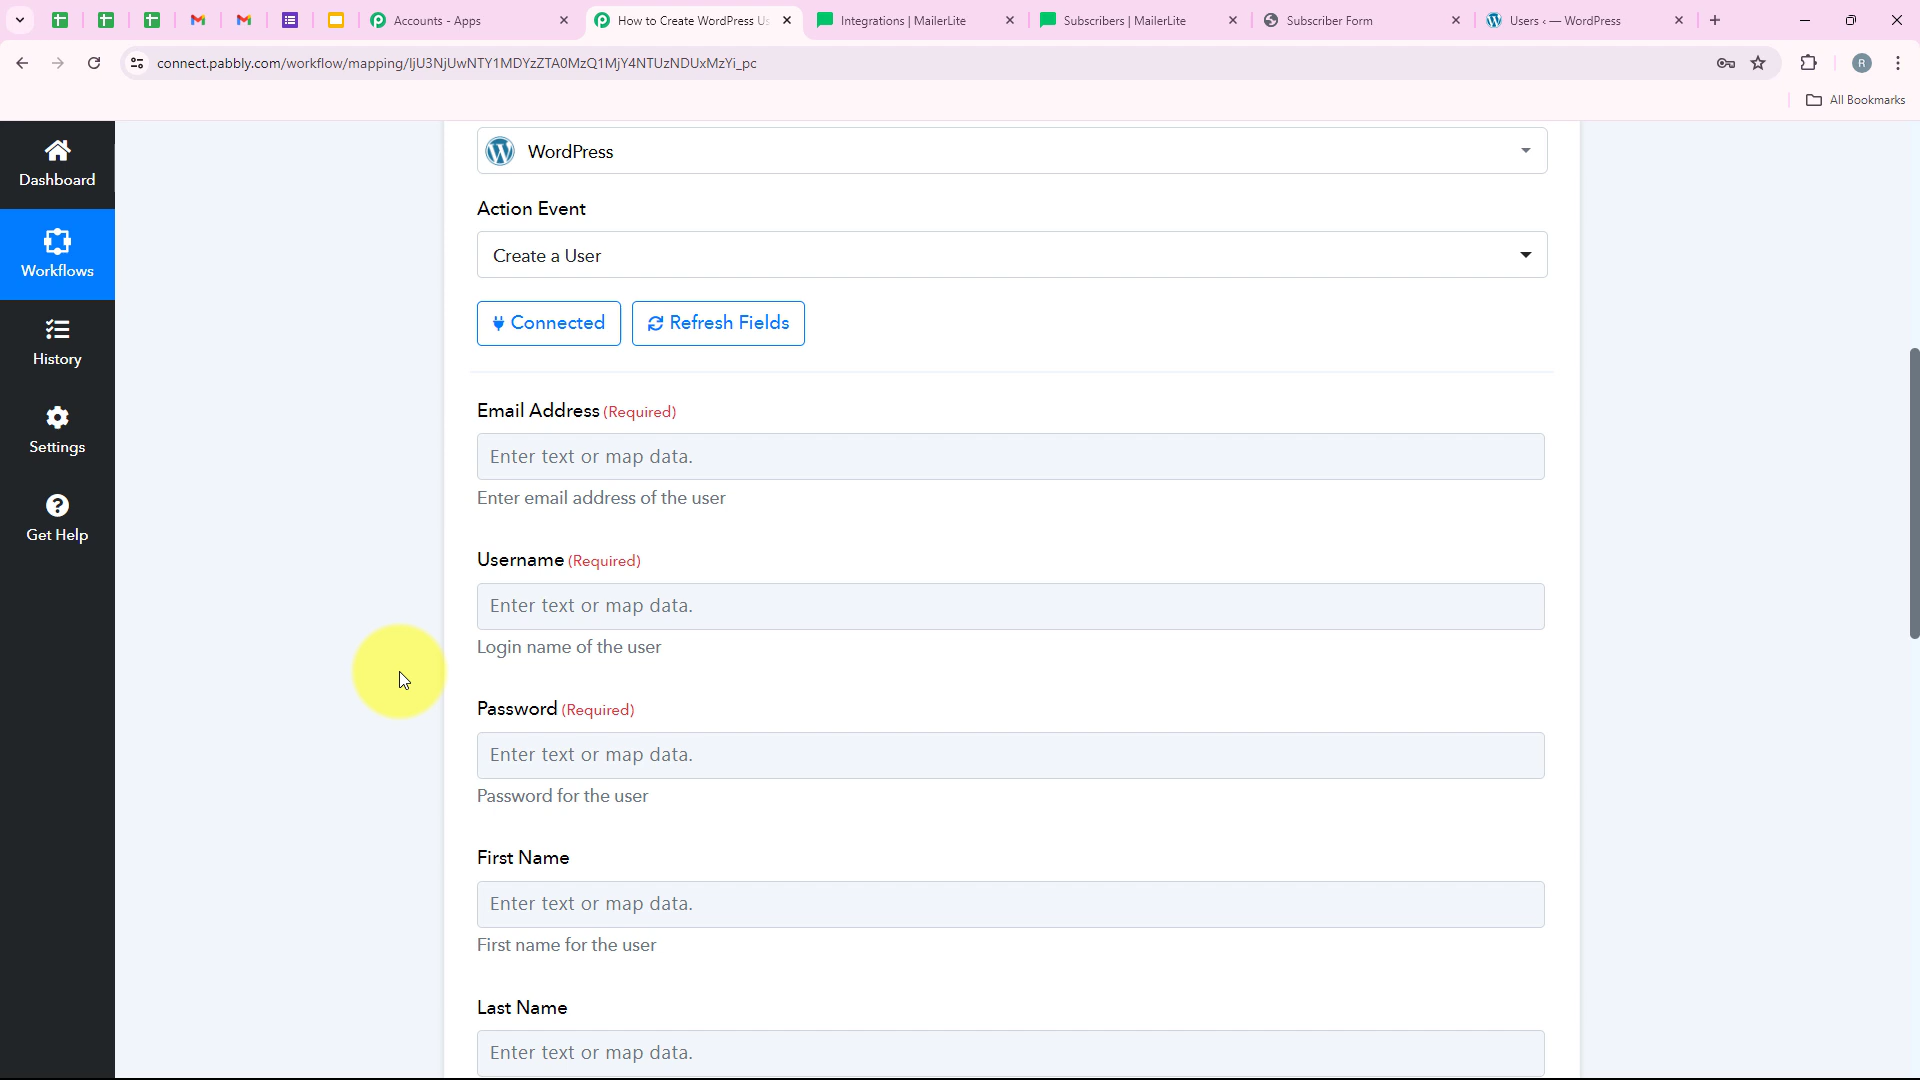 Accounts - Apps
How to Create WordPress Us
Integrations | MailerLite
Subscribers | MailerLite
Subscriber Form
Users ‹ — WordPress
connect.pabbly.com/workflow/mapping/IjU3NjUwNTY1MDYzZTA0MzQ1MjY4NTUzNDUxMzYi_pc
R
All Bookmarks
Dashboard
Workflows
History
Settings
Get Help
WordPress
Action Event
Create a User
Connected
Refresh Fields
Email Address (Required)
Enter text or map data.
Enter email address of the user
Username (Required)
Enter text or map data.
Login name of the user
Password (Required)
Enter text or map data.
Password for the user
First Name
Enter text or map data.
First name for the user
Last Name
Enter text or map data.